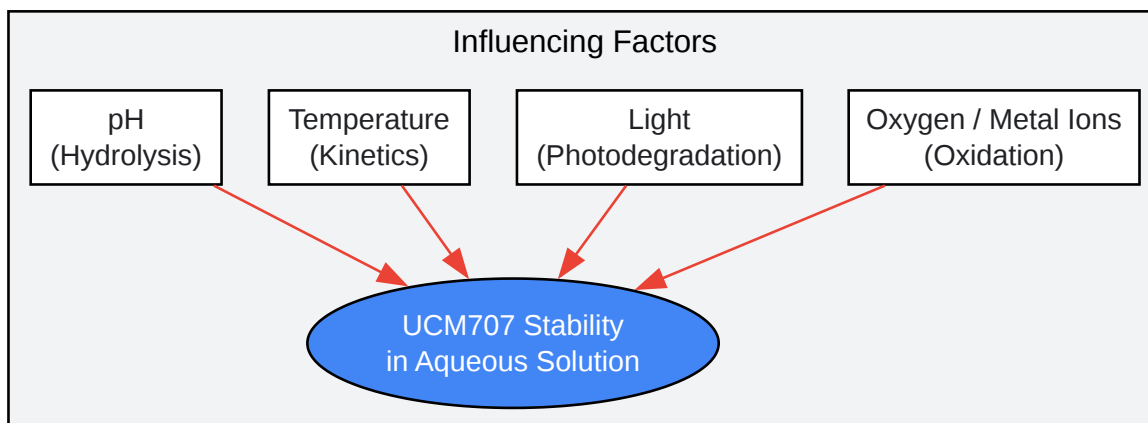 Influencing Factors
pH
(Hydrolysis)
Temperature
(Kinetics)
Light
(Photodegradation)
Oxygen / Metal Ions
(Oxidation)
UCM707 Stability
in Aqueous Solution